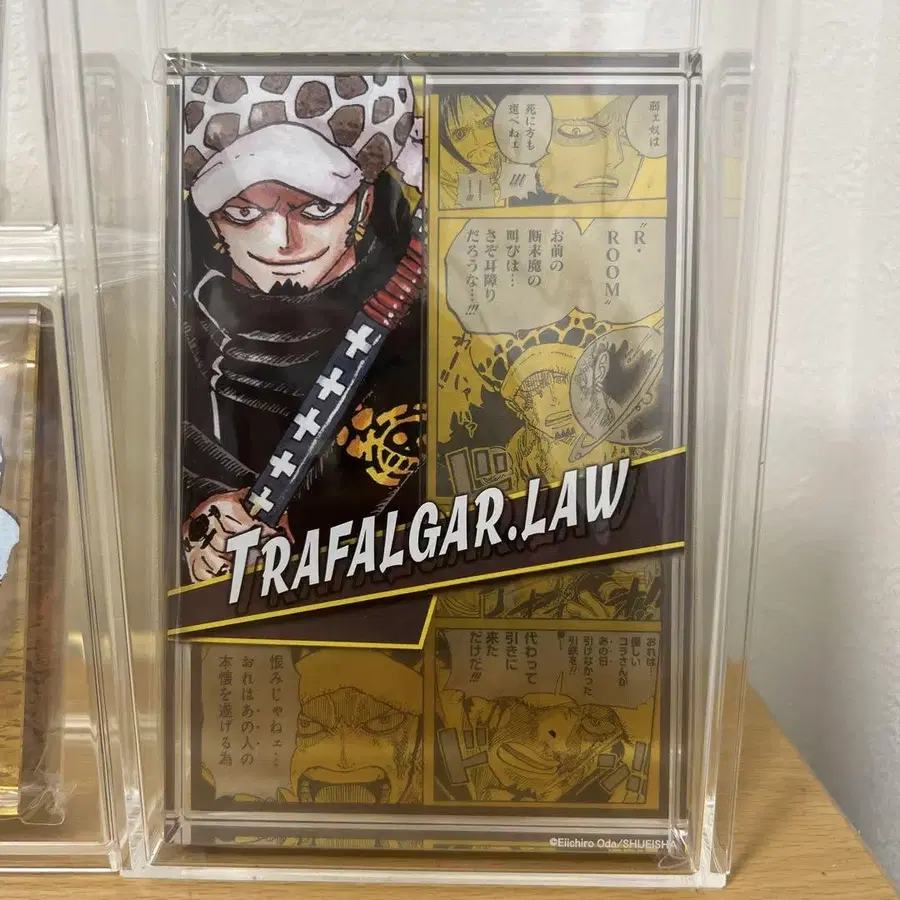 弱ェ奴は
死に方も
選べねェ
!!!
"R・
ROOM"
お前の
断末魔の
叫びは…
さぞ耳障り
だろうな…!!!
TRAFALGAR.LAW
おれは…
優しい
コラさんが
あの日
引けなかった
引き金を!!
代わって
引きに
来た
だけだ!!!
恨みじゃねェ…
おれはあの人の
本懐を遂げる為
©Eiichiro Oda/SHUEISHA